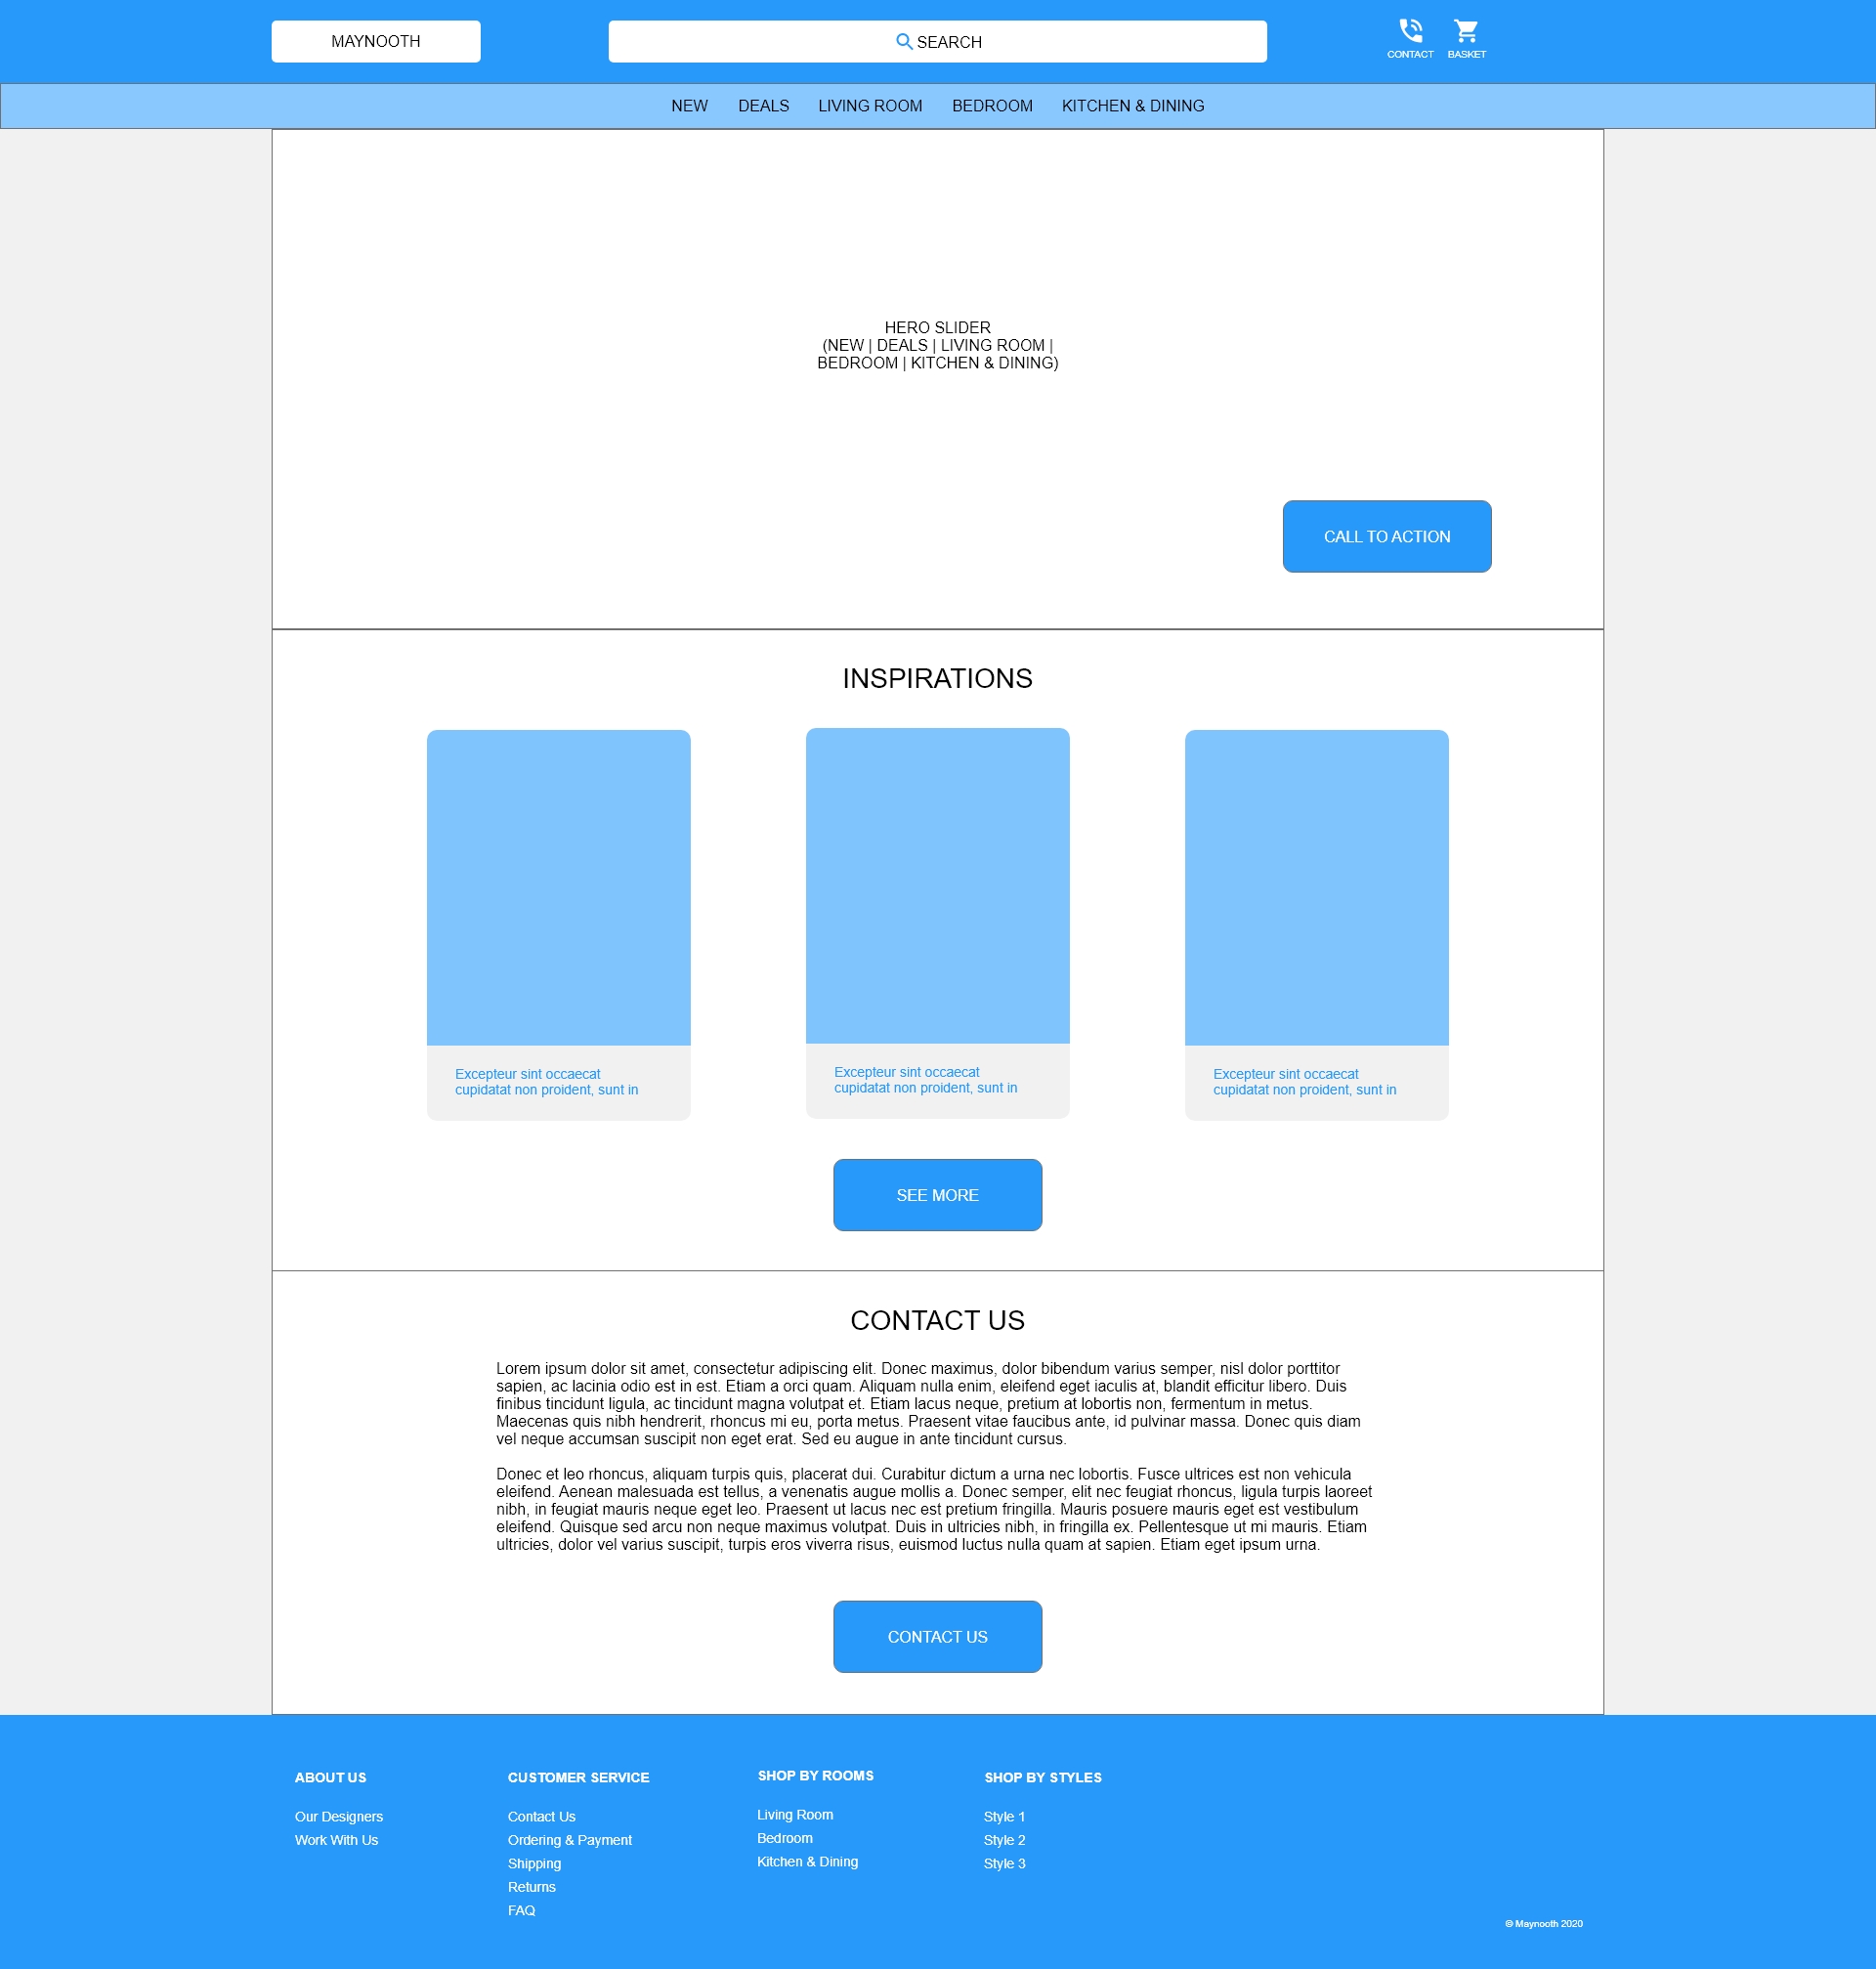 MAYNOOTH
SEARCH
CONTACT
BASKET
NEW
DEALS
LIVING ROOM
BEDROOM
KITCHEN & DINING
HERO SLIDER
(NEW | DEALS | LIVING ROOM |
BEDROOM | KITCHEN & DINING)
CALL TO ACTION
INSPIRATIONS
Excepteur sint occaecat
cupidatat non proident, sunt in
Excepteur sint occaecat
cupidatat non proident, sunt in
Excepteur sint occaecat
cupidatat non proident, sunt in
SEE MORE
CONTACT US
Lorem ipsum dolor sit amet, consectetur adipiscing elit. Donec maximus, dolor bibendum varius semper, nisl dolor porttitor
sapien, ac lacinia odio est in est. Etiam a orci quam. Aliquam nulla enim, eleifend eget iaculis at, blandit efficitur libero. Duis
finibus tincidunt ligula, ac tincidunt magna volutpat et. Etiam lacus neque, pretium at lobortis non, fermentum in metus.
Maecenas quis nibh hendrerit, rhoncus mi eu, porta metus. Praesent vitae faucibus ante, id pulvinar massa. Donec quis diam
vel neque accumsan suscipit non eget erat. Sed eu augue in ante tincidunt cursus.
Donec et leo rhoncus, aliquam turpis quis, placerat dui. Curabitur dictum a urna nec lobortis. Fusce ultrices est non vehicula
eleifend. Aenean malesuada est tellus, a venenatis augue mollis a. Donec semper, elit nec feugiat rhoncus, ligula turpis laoreet
nibh, in feugiat mauris neque eget leo. Praesent ut lacus nec est pretium fringilla. Mauris posuere mauris eget est vestibulum
eleifend. Quisque sed arcu non neque maximus volutpat. Duis in ultricies nibh, in fringilla ex. Pellentesque ut mi mauris. Etiam
ultricies, dolor vel varius suscipit, turpis eros viverra risus, euismod luctus nulla quam at sapien. Etiam eget ipsum urna.
CONTACT US
ABOUT US
Our Designers
Work With Us
CUSTOMER SERVICE
Contact Us
Ordering & Payment
Shipping
Returns
FAQ
SHOP BY ROOMS
Living Room
Bedroom
Kitchen & Dining
SHOP BY STYLES
Style 1
Style 2
Style 3
© Maynooth 2020